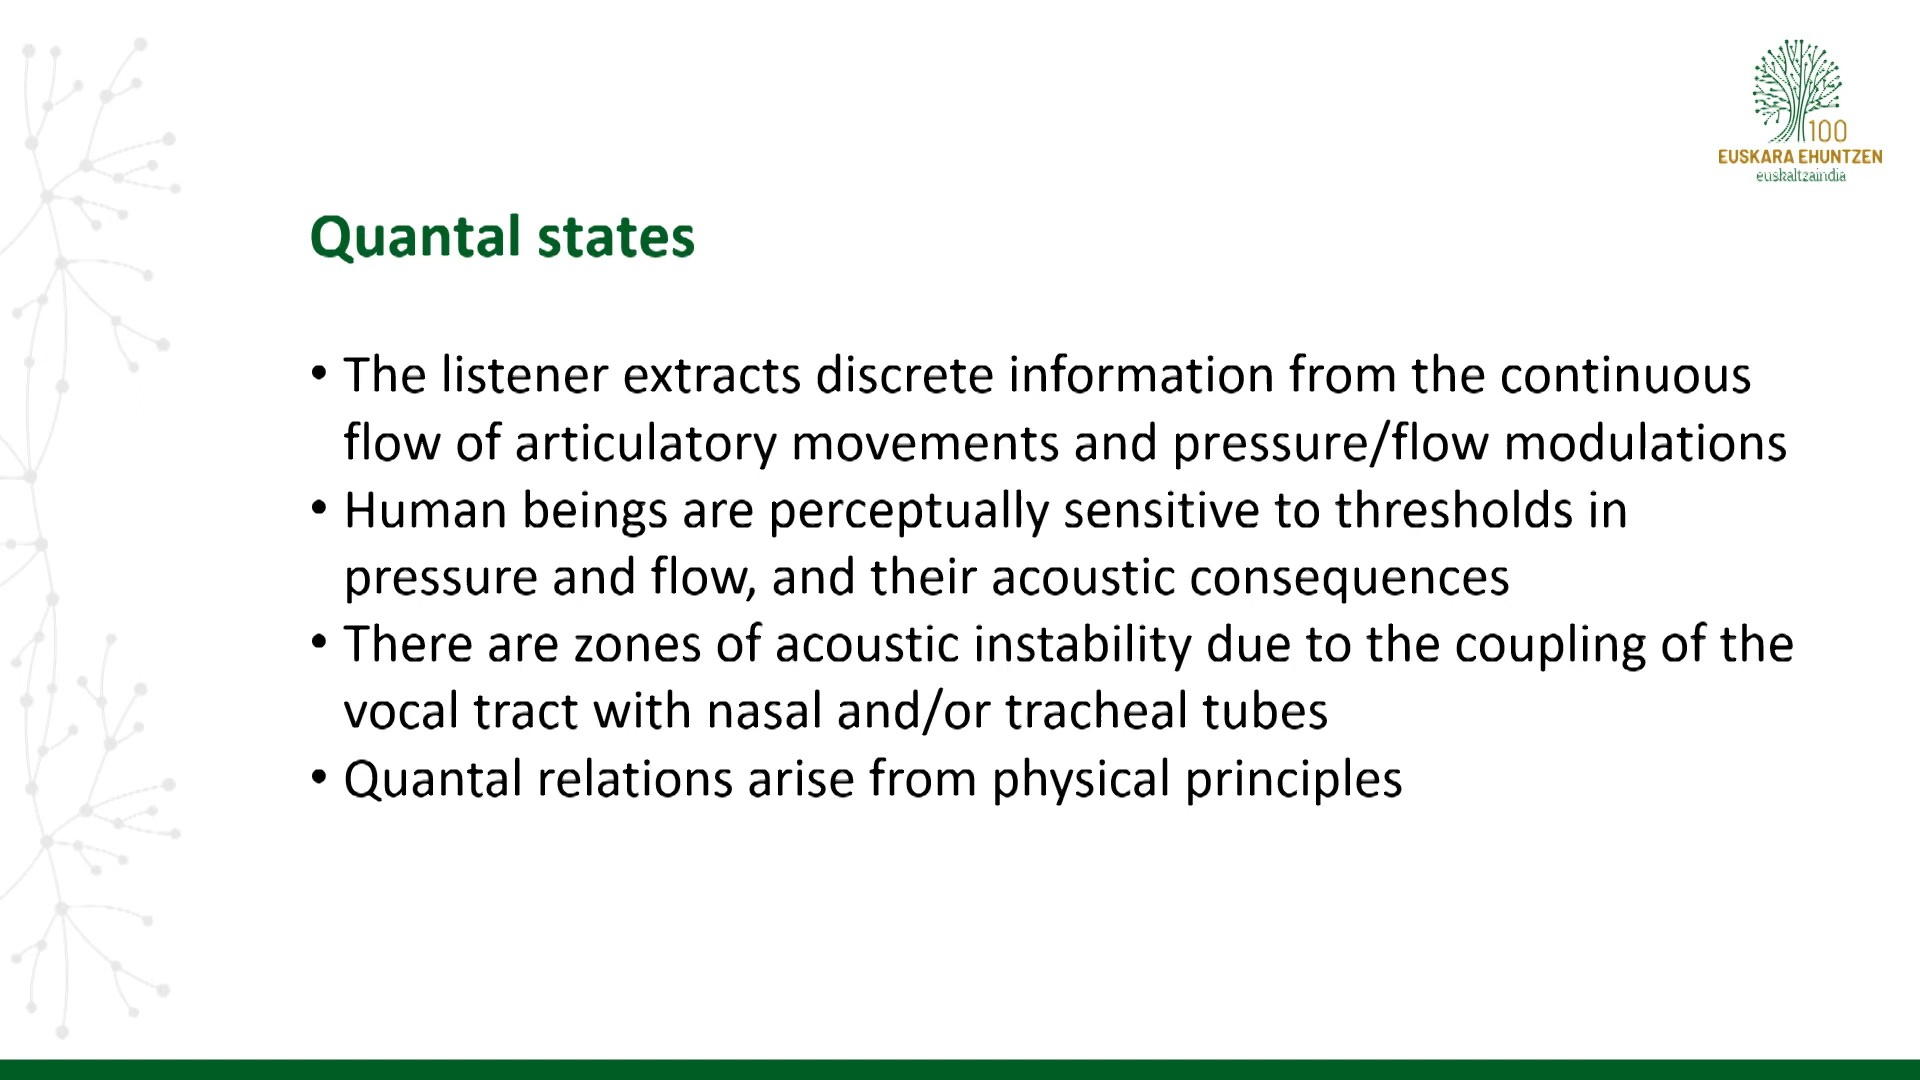 100
EUSKARA EHUNTZEN
euskaltzaindia
Quantal states
• The listener extracts discrete information from the continuous
flow of articulatory movements and pressure/flow modulations
• Human beings are perceptually sensitive to thresholds in
pressure and flow, and their acoustic consequences
• There are zones of acoustic instability due to the coupling of the
vocal tract with nasal and/or tracheal tubes
• Quantal relations arise from physical principles